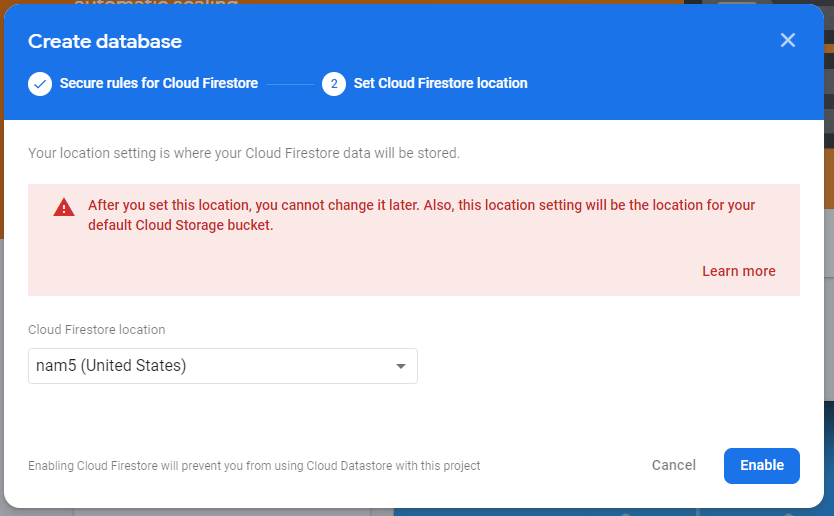 automatic scaling
Create database
Secure rules for Cloud Firestore
2
Set Cloud Firestore location
Your location setting is where your Cloud Firestore data will be stored.
After you set this location, you cannot change it later. Also, this location setting will be the location for your
default Cloud Storage bucket.
Learn more
Cloud Firestore location
nam5 (United States)
Enabling Cloud Firestore will prevent you from using Cloud Datastore with this project
Cancel
Enable